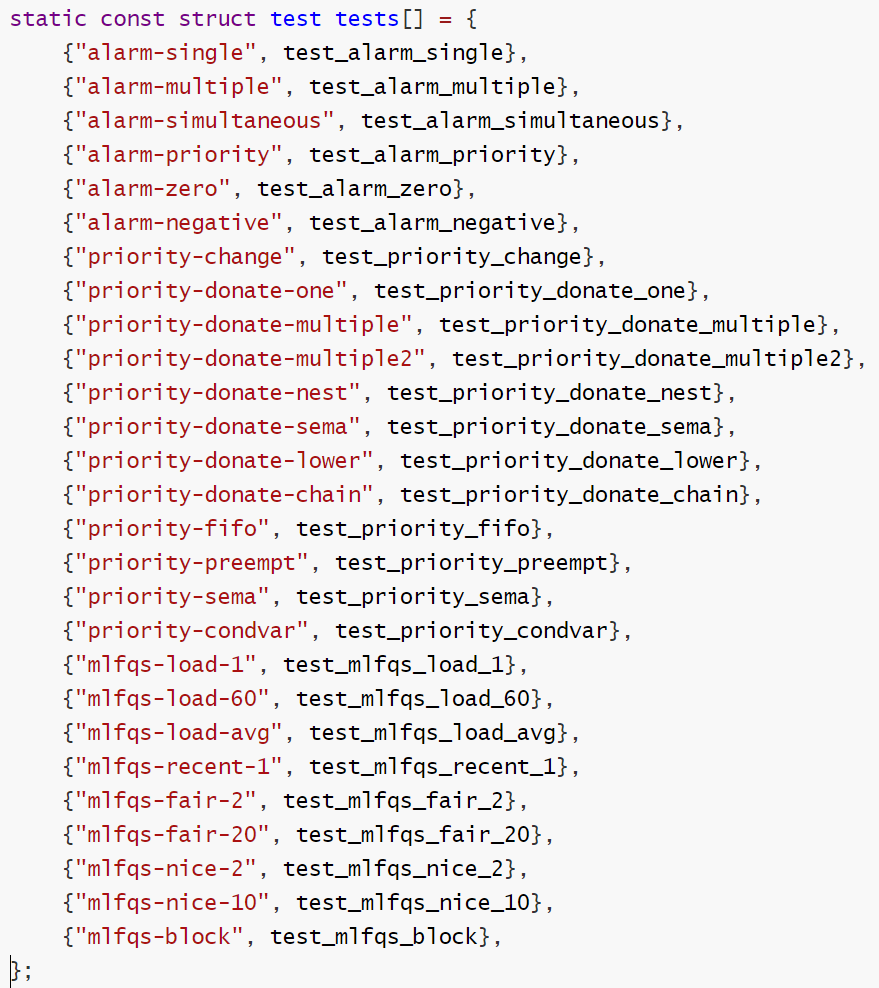 static const struct test tests[] = {
    {"alarm-single", test_alarm_single},
    {"alarm-multiple", test_alarm_multiple},
    {"alarm-simultaneous", test_alarm_simultaneous},
    {"alarm-priority", test_alarm_priority},
    {"alarm-zero", test_alarm_zero},
    {"alarm-negative", test_alarm_negative},
    {"priority-change", test_priority_change},
    {"priority-donate-one", test_priority_donate_one},
    {"priority-donate-multiple", test_priority_donate_multiple},
    {"priority-donate-multiple2", test_priority_donate_multiple2},
    {"priority-donate-nest", test_priority_donate_nest},
    {"priority-donate-sema", test_priority_donate_sema},
    {"priority-donate-lower", test_priority_donate_lower},
    {"priority-donate-chain", test_priority_donate_chain},
    {"priority-fifo", test_priority_fifo},
    {"priority-preempt", test_priority_preempt},
    {"priority-sema", test_priority_sema},
    {"priority-condvar", test_priority_condvar},
    {"mlfqs-load-1", test_mlfqs_load_1},
    {"mlfqs-load-60", test_mlfqs_load_60},
    {"mlfqs-load-avg", test_mlfqs_load_avg},
    {"mlfqs-recent-1", test_mlfqs_recent_1},
    {"mlfqs-fair-2", test_mlfqs_fair_2},
    {"mlfqs-fair-20", test_mlfqs_fair_20},
    {"mlfqs-nice-2", test_mlfqs_nice_2},
    {"mlfqs-nice-10", test_mlfqs_nice_10},
    {"mlfqs-block", test_mlfqs_block},
};